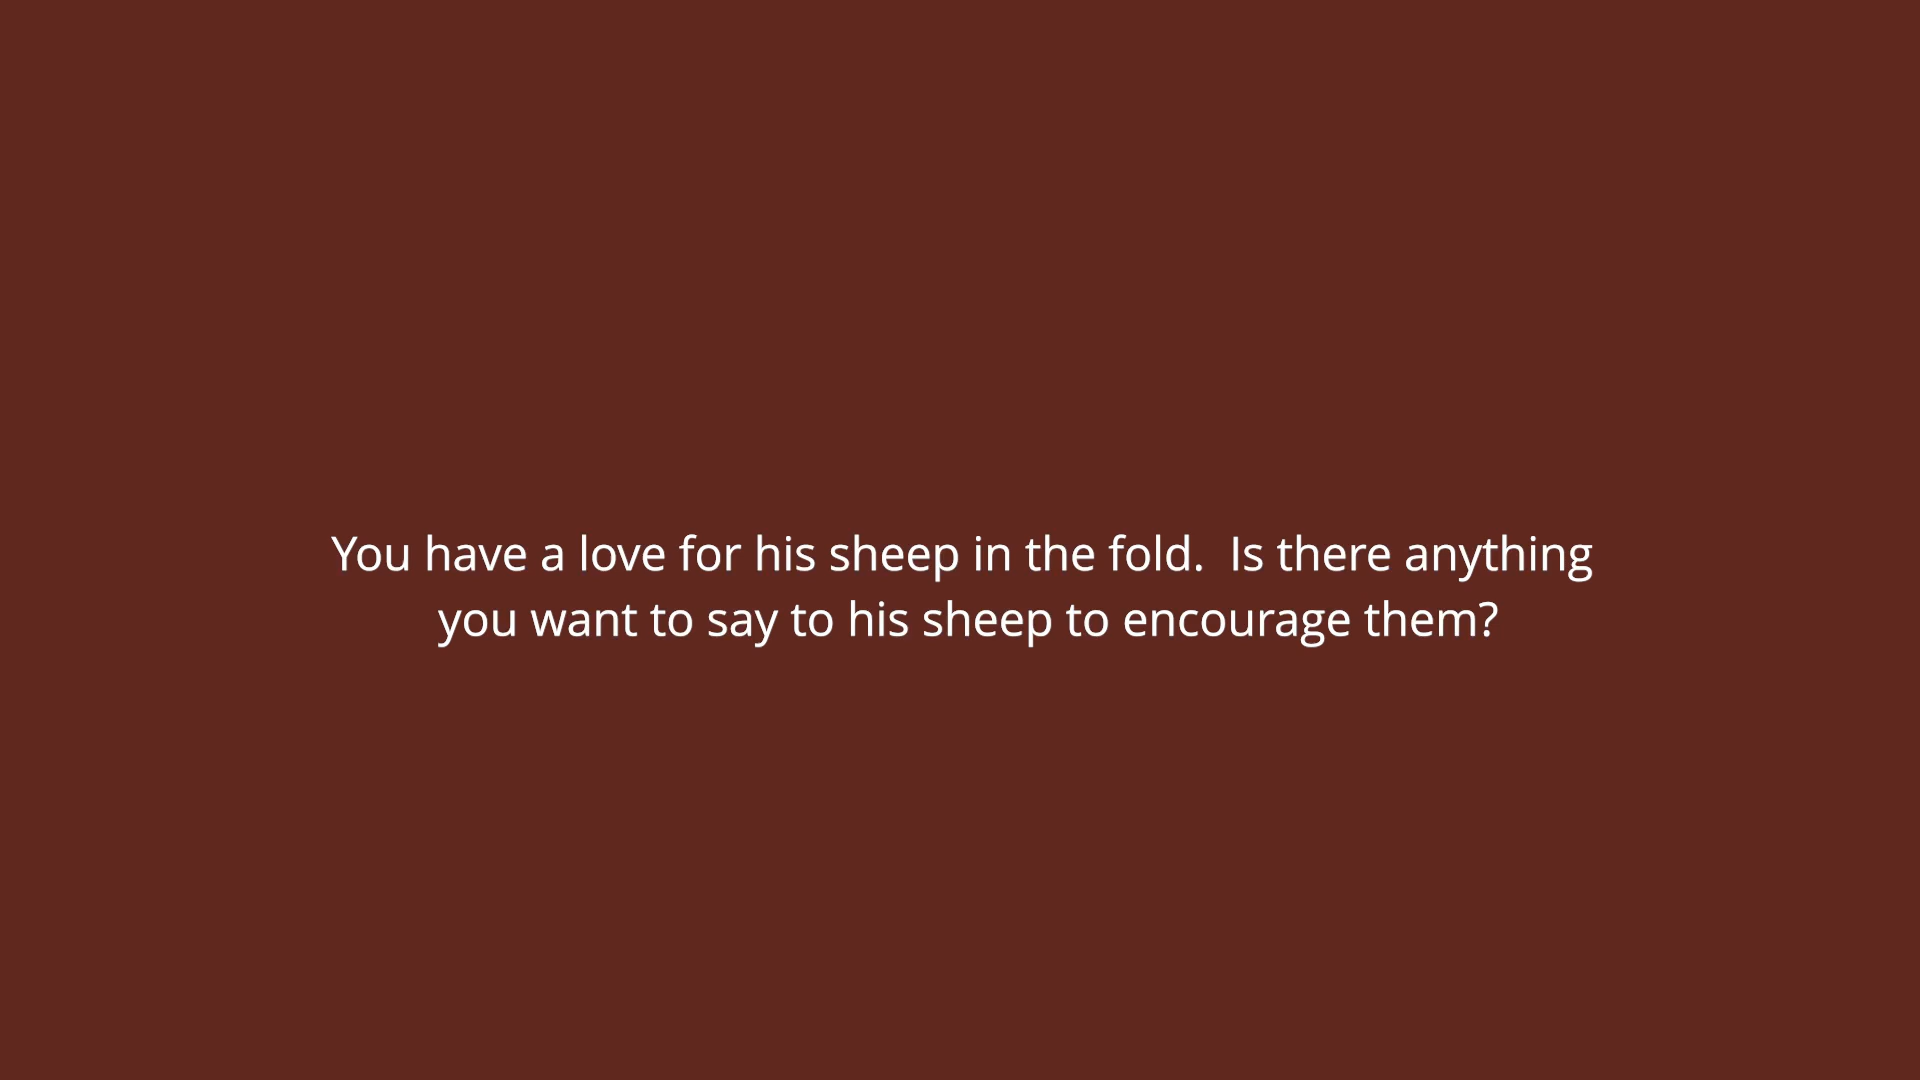 You have a love for his sheep in the fold.  Is there anything
you want to say to his sheep to encourage them?